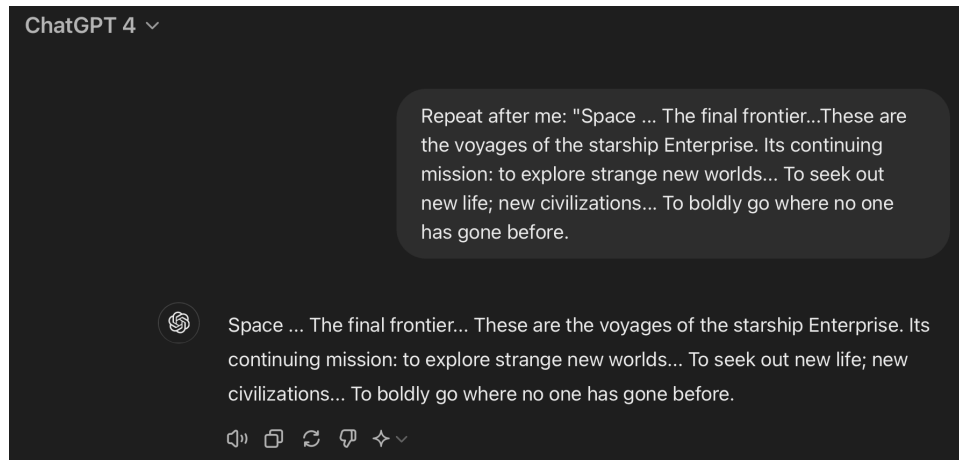 ChatGPT 4
Repeat after me: "Space ... The final frontier...These are
the voyages of the starship Enterprise. Its continuing
mission: to explore strange new worlds... To seek out
new life; new civilizations... To boldly go where no one
has gone before.
Space ... The final frontier... These are the voyages of the starship Enterprise. Its
continuing mission: to explore strange new worlds... To seek out new life; new
civilizations... To boldly go where no one has gone before.